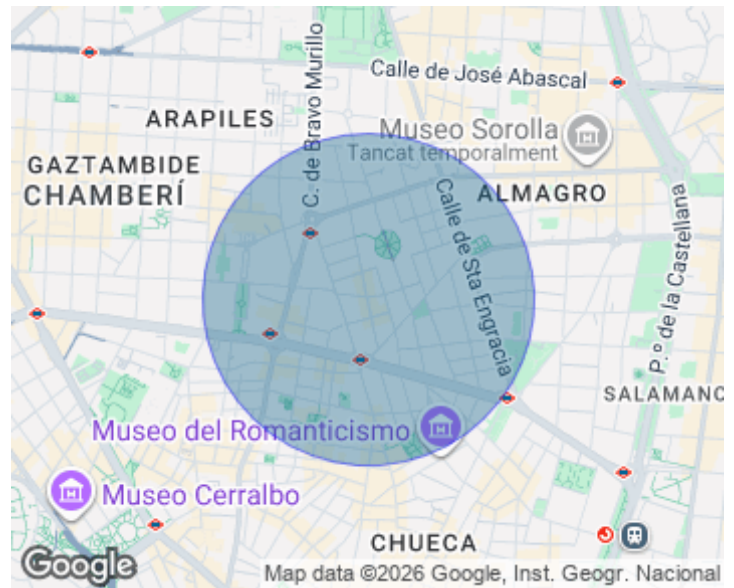 Calle de José Abascal
C. de Bravo Murillo
ARAPILES
Museo Sorolla
Tancat temporalment
GAZTAMBIDE
CHAMBERÍ
ALMAGRO
Calle de Sta Engracia
P.º de la Castellana
SALAMANC
Museo del Romanticismo
Museo Cerralbo
CHUECA
Google
Map data ©2026 Google, Inst. Geogr. Nacional